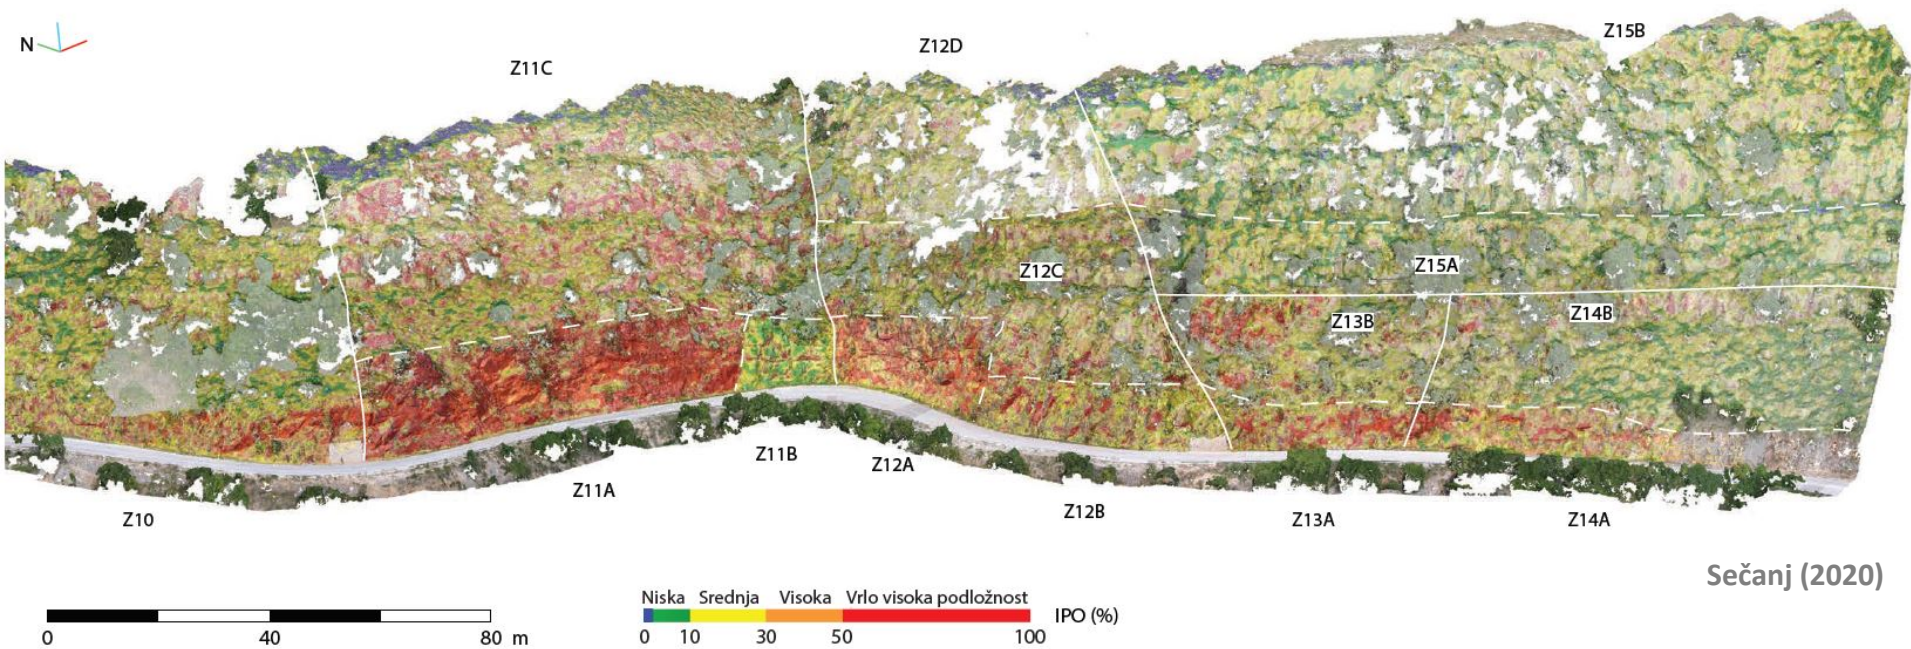 Z15B
Z12D
N
Z11C
Z12C
Z15A
Z13B
Z14B
Z11B
Z12A
Z11A
Z12B
Z10
Z13A
Z14A
Sečanj (2020)
Niska Srednja Visoka Vrlo visoka podložnost
IPO (%)
0 40 80 m
0 10 30 50 100